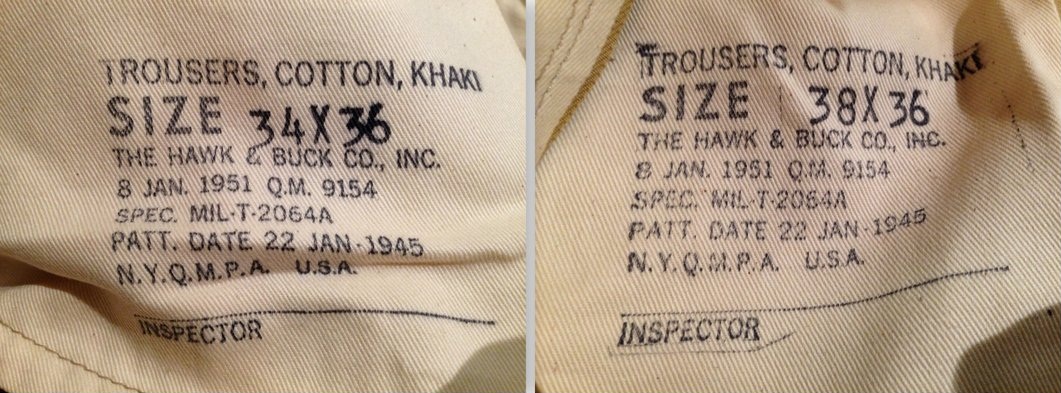 TROUSERS, COTTON, KHAKI
SIZE 34X36
THE HAWK & BUCK CO., INC.
8 JAN. 1951 Q.M. 9154
SPEC. MIL-T-2064A
PATT. DATE 22 JAN-1945
N.Y.Q.M.P.A. U.S.A.
INSPECTOR
TROUSERS, COTTON, KHAKI
SIZE 38X36
THE HAWK & BUCK CO., INC.
8 JAN. 1951 Q.M. 9154
SPEC. MIL-T-2064A
PATT. DATE 22 JAN-1945
N.Y.Q.M.P.A. U.S.A.
INSPECTOR